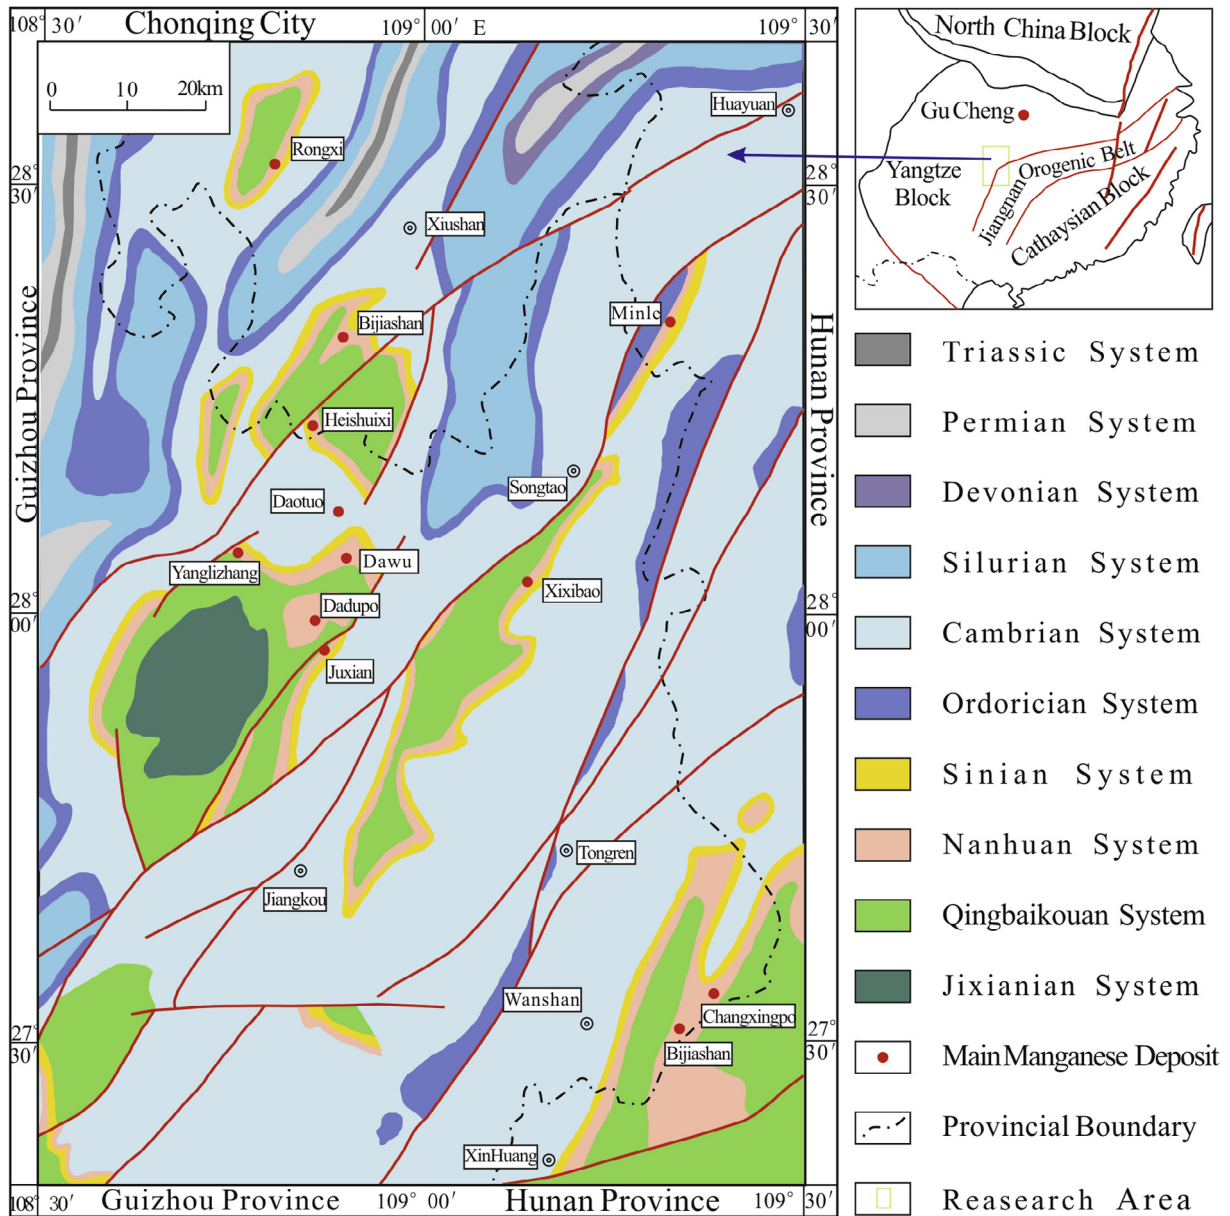 108° 30′
Chonqing City
109° 00′ E
109° 30′
0 10 20km
Huayuan
Rongxi
28° 30′
Xiushan
Guizhou Province
Minle
Bijiashan
Hunan Province
Heishuixi
Songtao
Daotuo
Yanglizhang
Dawu
Xixibao
Dadupo
28° 00′
28° 00′
Juxian
Tongren
Jiangkou
Wanshan
Changxingpo
27° 30′
27° 30′
Bijiashan
XinHuang
108° 30′
Guizhou Province
109° 00′
Hunan Province
109° 30′
North China Block
Gu Cheng
Yangtze
Block
Jiangnan Orogenic Belt
Cathaysian Block
28° 30′
Triassic System
Permian System
Devonian System
Silurian System
Cambrian System
Ordorician System
Sinian System
Nanhuan System
Qingbaikouan System
Jixianian System
Main Manganese Deposit
Provincial Boundary
Reasearch Area